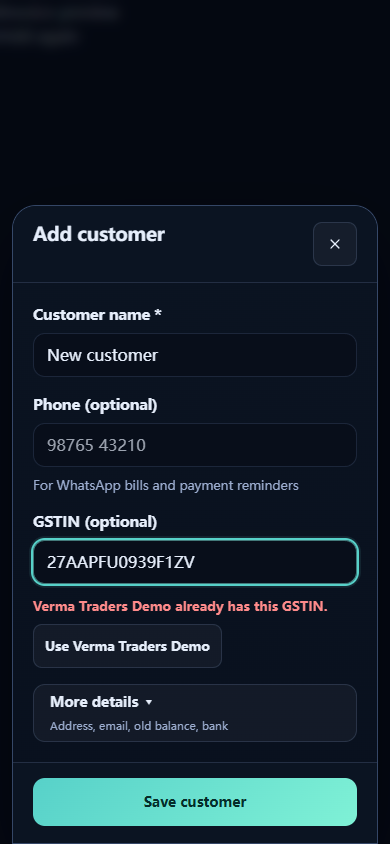 Add customer
×
Customer name *
New customer
Phone (optional)
98765 43210
For WhatsApp bills and payment reminders
GSTIN (optional)
27AAPFU0939F1ZV
Verma Traders Demo already has this GSTIN.
Use Verma Traders Demo
More details ▾
Address, email, old balance, bank
Save customer